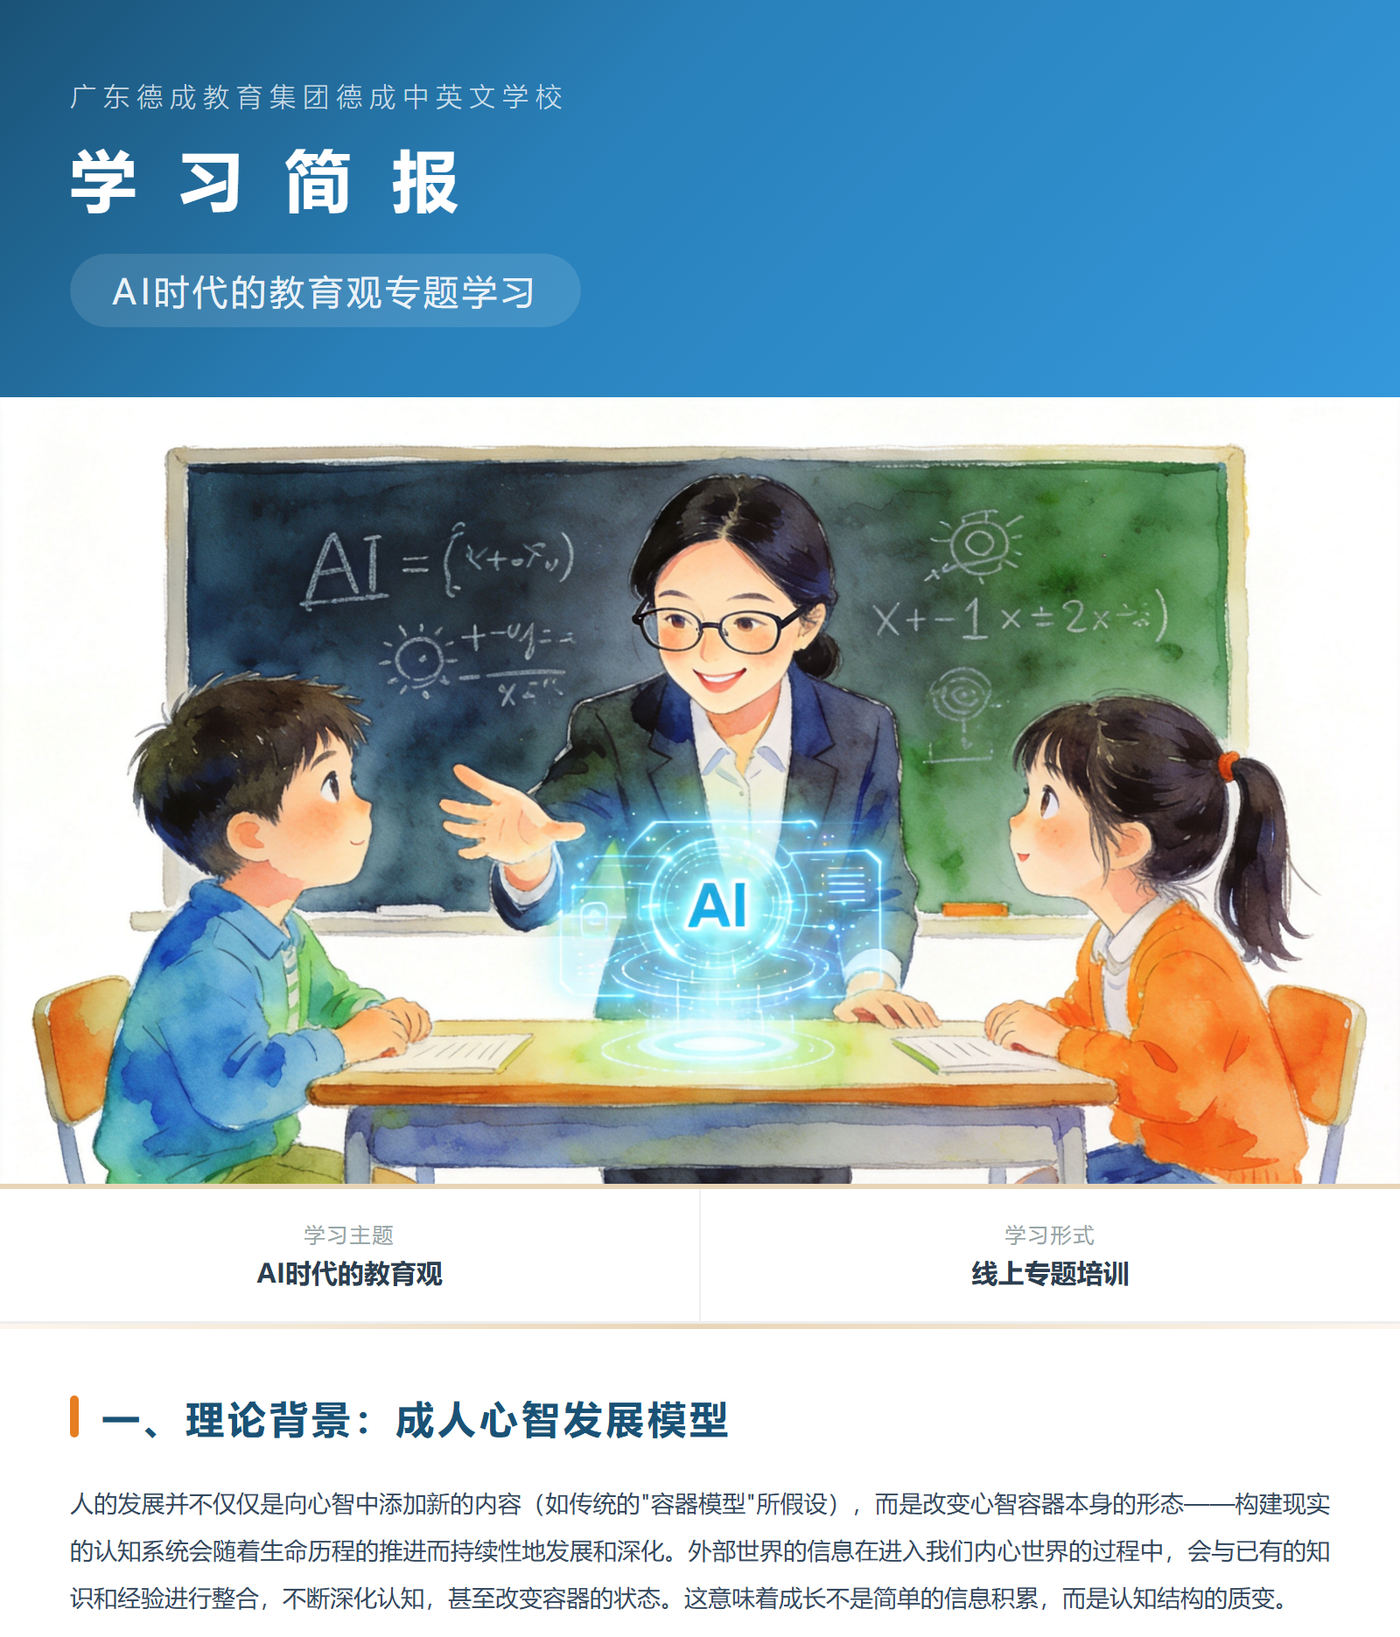 广东德成教育集团德成中英文学校
学习简报
AI时代的教育观专题学习
AI =
X+-1 x÷2x
AI
学习主题
AI时代的教育观
学习形式
线上专题培训
一、理论背景：成人心智发展模型
人的发展并不仅仅是向心智中添加新的内容（如传统的"容器模型"所假设），而是改变心智容器本身的形态——构建现实
的认知系统会随着生命历程的推进而持续性地发展和深化。外部世界的信息在进入我们内心世界的过程中，会与已有的知
识和经验进行整合，不断深化认知，甚至改变容器的状态。这意味着成长不是简单的信息积累，而是认知结构的质变。